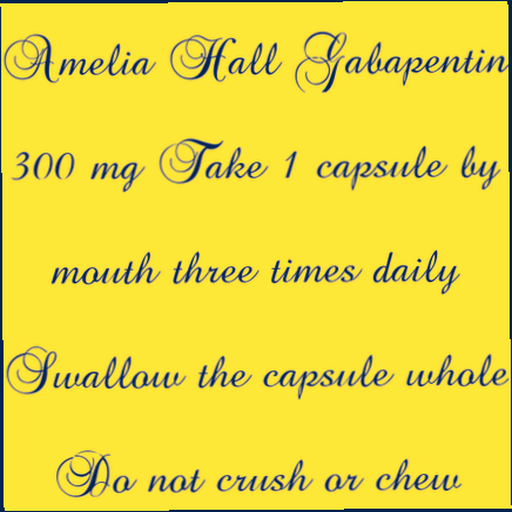 Amelia Hall Gabapentin
300 mg Take 1 capsule by
mouth three times daily
Swallow the capsule whole
Do not crush or chew